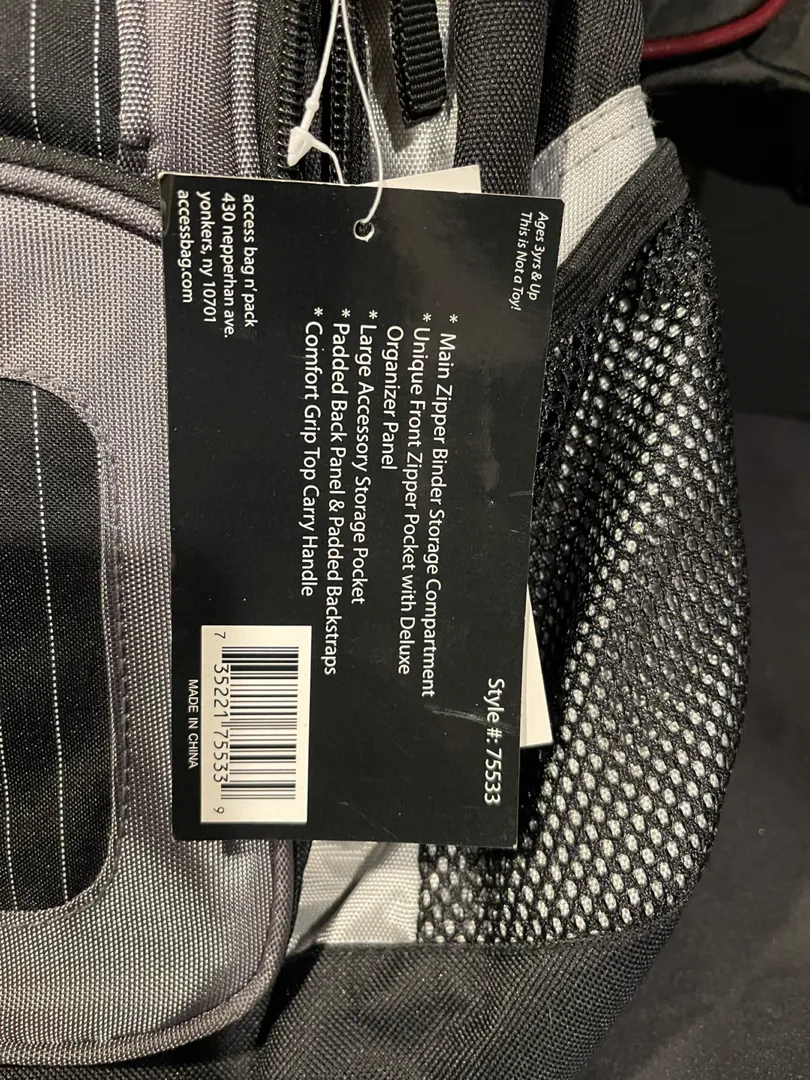 Ages 3yrs & Up
This is Not a Toy!
Style #: 75533
* Main Zipper Binder Storage Compartment
* Unique Front Zipper Pocket with Deluxe
Organizer Panel
* Large Accessory Storage Pocket
* Padded Back Panel & Padded Backstraps
* Comfort Grip Top Carry Handle
access bag n' pack
430 nepperhan ave.
yonkers, ny 10701
accessbag.com
7 35221 75533 9
MADE IN CHINA